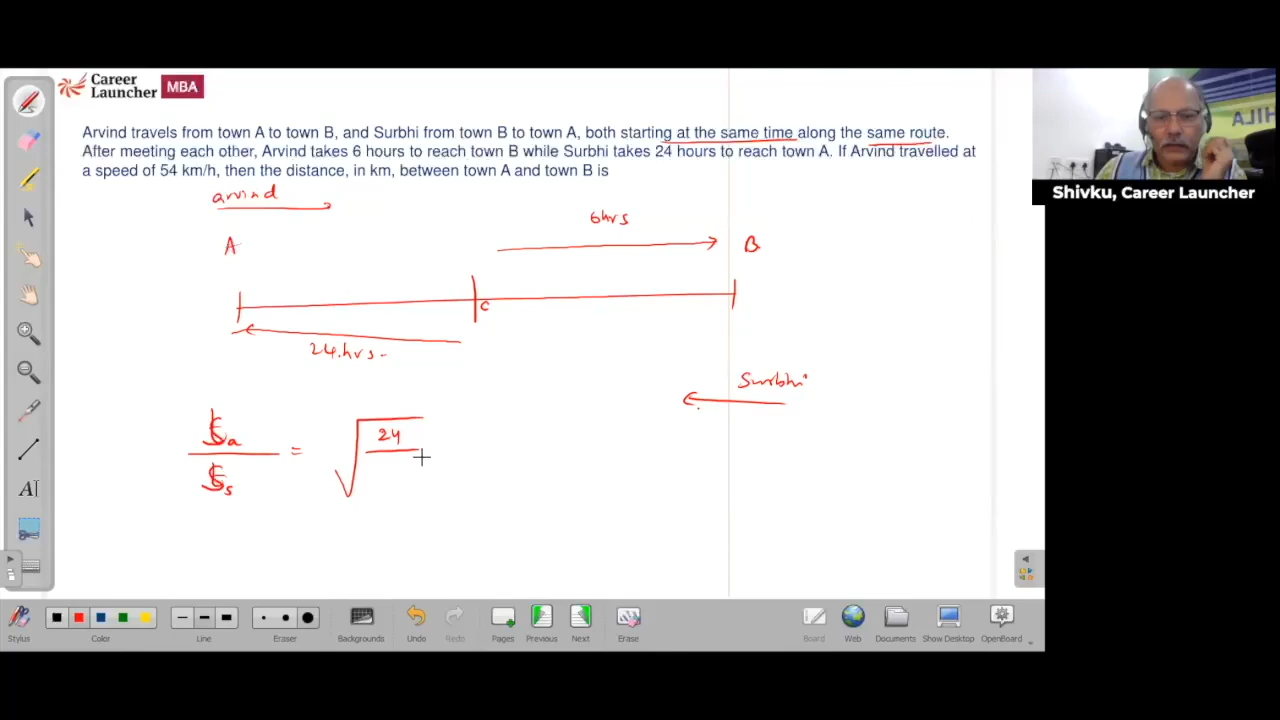 Career
Launcher MBA
Arvind travels from town A to town B, and Surbhi from town B to town A, both starting at the same time along the same route.
After meeting each other, Arvind takes 6 hours to reach town B while Surbhi takes 24 hours to reach town A. If Arvind travelled at
a speed of 54 km/h, then the distance, in km, between town A and town B is
Shivku, Career Launcher
arvind
6hrs
A
B
C
24.hrs-
Surbhi
Sa
=
24
Ss
Stylus
Color
Line
Eraser
Backgrounds
Undo
Redo
Pages
Previous
Next
Erase
Board
Web
Documents
Show Desktop
OpenBoard